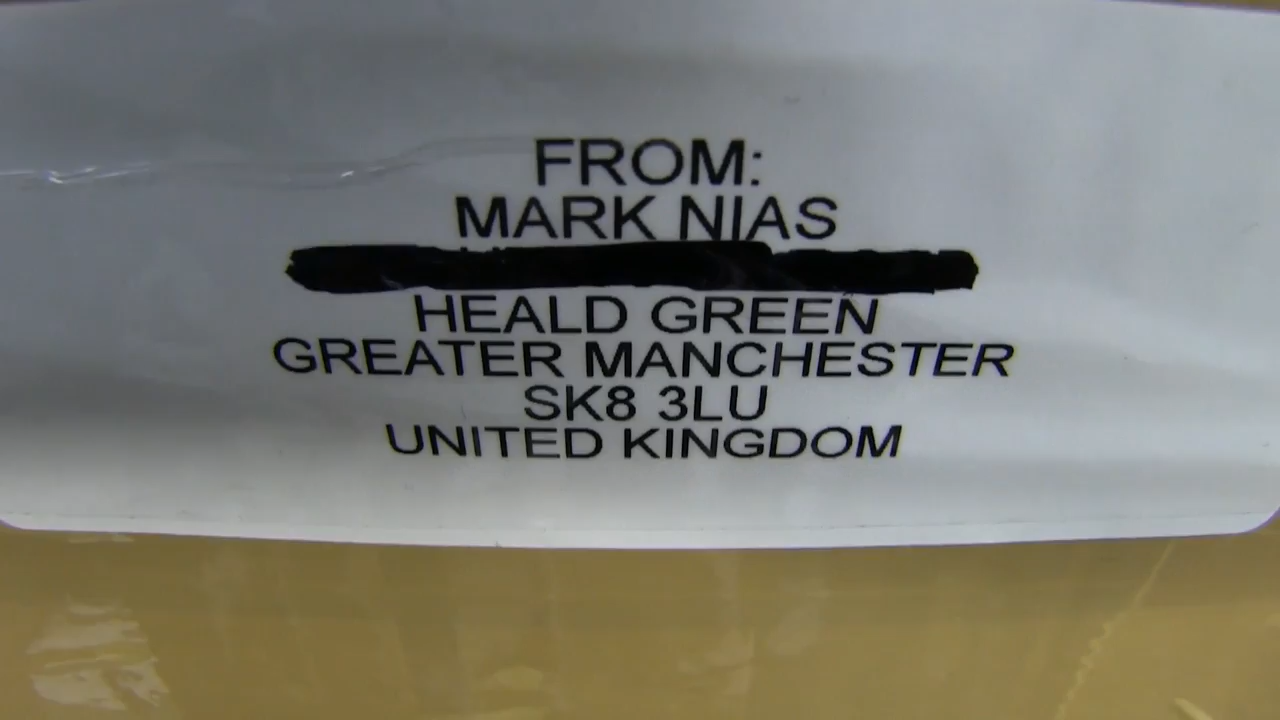 FROM:
MARK NIAS
HEALD GREEN
GREATER MANCHESTER
SK8 3LU
UNITED KINGDOM